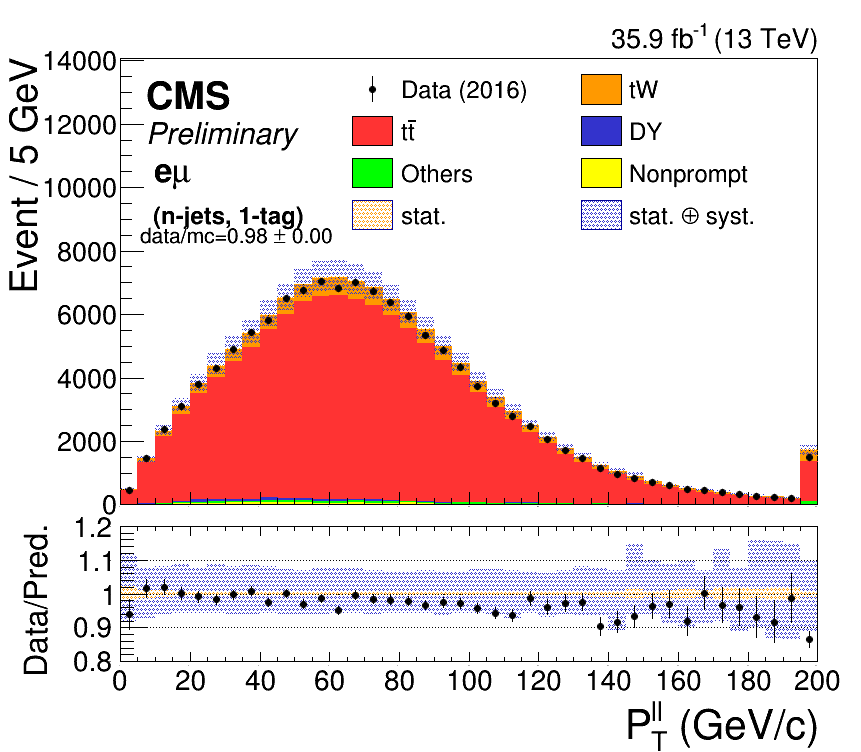 35.9 fb⁻¹ (13 TeV)
Event / 5 GeV
14000
12000
10000
8000
6000
4000
2000
0
CMS
Preliminary
eμ
(n-jets, 1-tag)
data/mc=0.98 ± 0.00
Data (2016)
tW
tt̄
DY
Others
Nonprompt
stat.
stat. ⊕ syst.
Data/Pred.
1.2
1.1
1
0.9
0.8
0 20 40 60 80 100 120 140 160 180 200
P_T^ll (GeV/c)